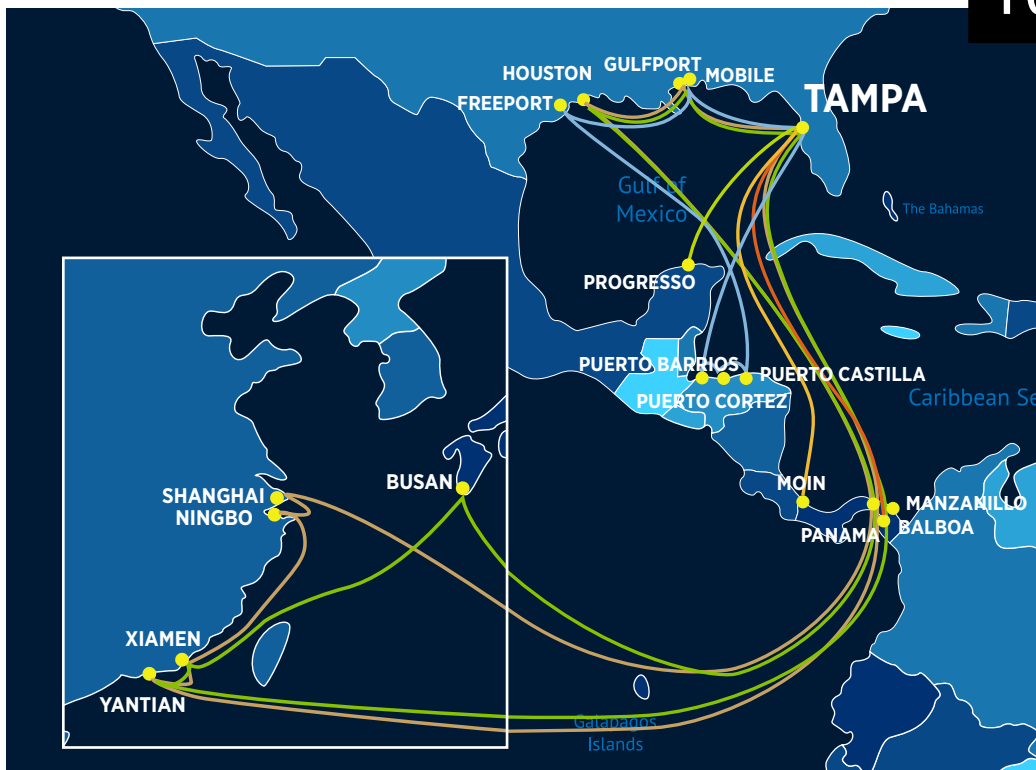 HOUSTON
GULFPORT
MOBILE
FREEPORT
TAMPA
Gulf of
Mexico
The Bahamas
PROGRESSO
PUERTO BARRIOS
PUERTO CASTILLA
PUERTO CORTEZ
Caribbean Se
MOIN
MANZANILLO
PANAMA
BALBOA
BUSAN
SHANGHAI
NINGBO
XIAMEN
YANTIAN
Galapagos
Islands